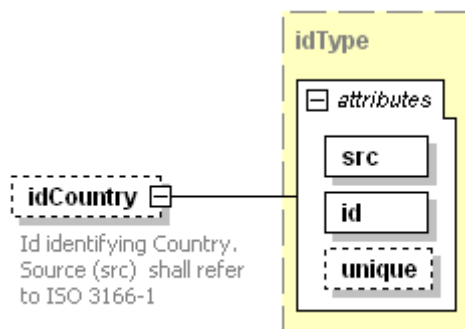 idType
attributes
src
idCountry
id
Id identifying Country.
Source (src) shall refer
to ISO 3166-1
unique